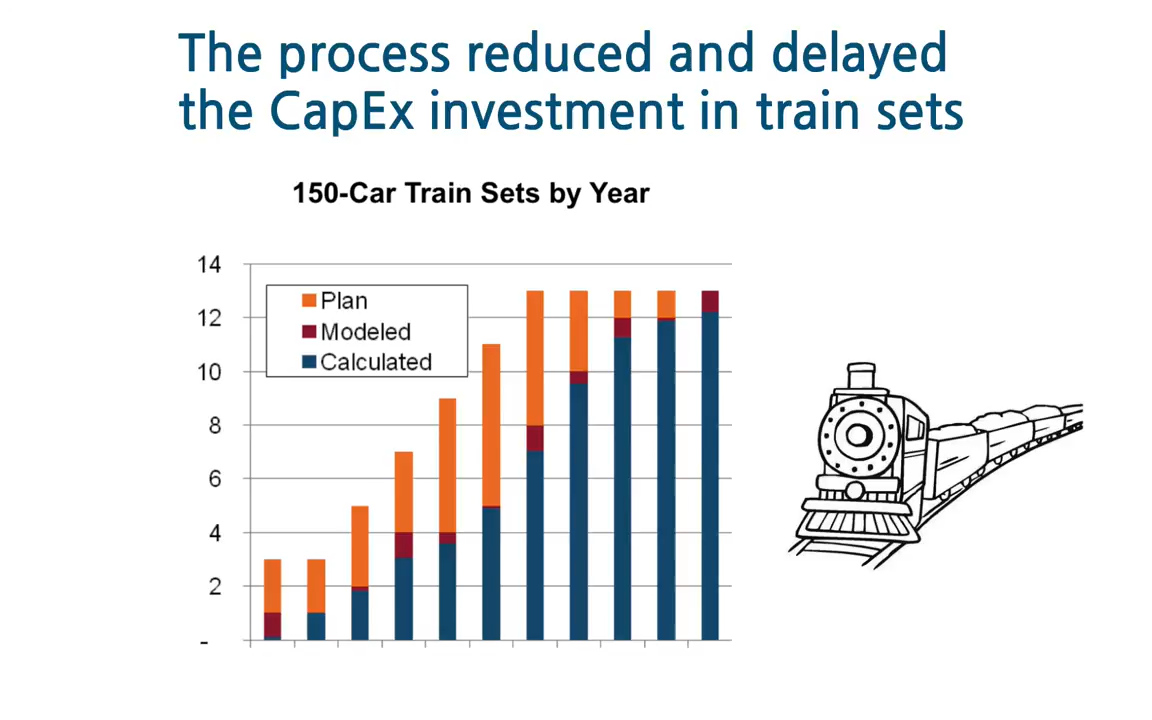 The process reduced and delayed
the CapEx investment in train sets
150-Car Train Sets by Year
14
12
10
8
6
4
2
-
Plan
Modeled
Calculated